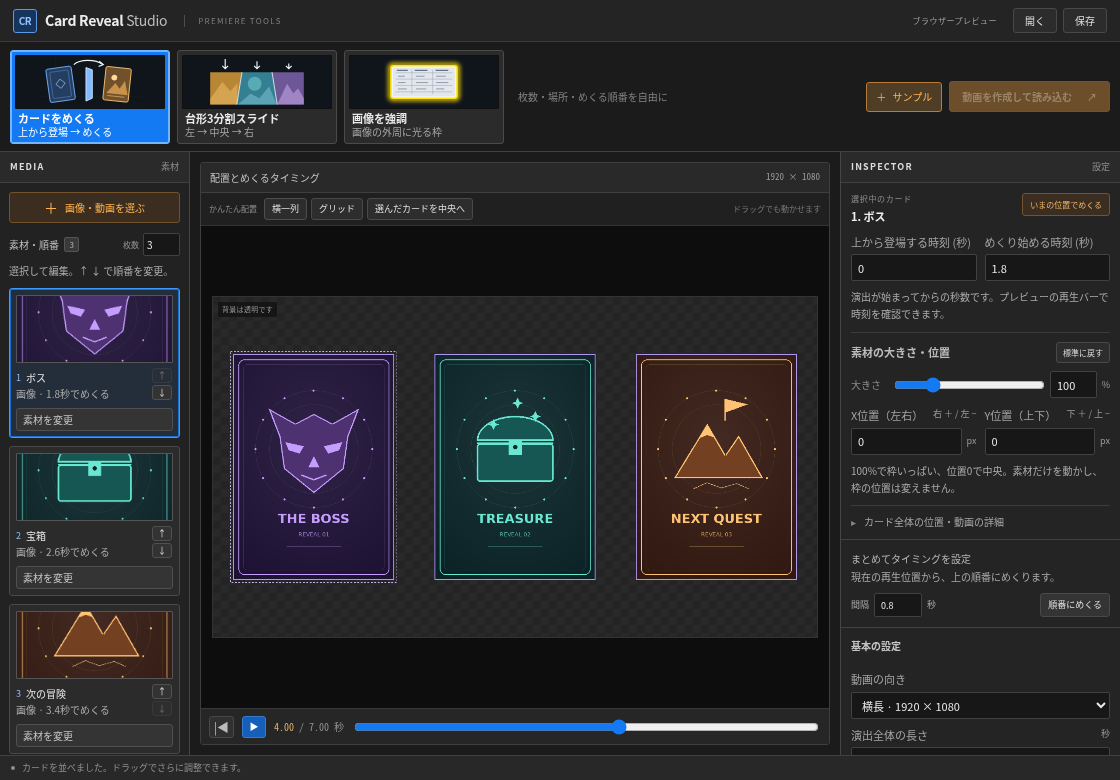 CR Card Reveal Studio PREMIERE TOOLS ブラウザープレビュー 開く 保存
カードをめくる
上から登場 → めくる
台形3分割スライド
左 → 中央 → 右
画像を強調
画像の外周に光る枠
枚数・場所・めくる順番を自由に
＋ サンプル 動画を作成して読み込む ↗
MEDIA 素材
＋ 画像・動画を選ぶ
素材・順番 3 枚数 3
選択して編集。↑ ↓ で順番を変更。
1 ボス ↑
画像 · 1.8秒でめくる ↓
素材を変更
2 宝箱 ↑
画像 · 2.6秒でめくる ↓
素材を変更
3 次の冒険 ↑
画像 · 3.4秒でめくる ↓
素材を変更
配置とめくるタイミング 1920 × 1080
かんたん配置 横一列 グリッド 選んだカードを中央へ ドラッグでも動かせます
背景は透明です
THE BOSS
REVEAL 01
TREASURE
REVEAL 02
NEXT QUEST
REVEAL 03
4.00 / 7.00 秒
INSPECTOR 設定
選択中のカード
1. ボス
いまの位置でめくる
上から登場する時刻 (秒) めくり始める時刻 (秒)
0 1.8
演出が始まってからの秒数です。プレビューの再生バーで
時刻を確認できます。
素材の大きさ・位置 標準に戻す
大きさ 100 %
X位置（左右） 右＋/左− Y位置（上下） 下＋/上−
0 px 0 px
100%で枠いっぱい、位置0で中央。素材だけを動かし、
枠の位置は変えません。
▸ カード全体の位置・動画の詳細
まとめてタイミングを設定
現在の再生位置から、上の順番にめくります。
間隔 0.8 秒 順番にめくる
基本の設定
動画の向き
横長 · 1920 × 1080
演出全体の長さ 秒
カードを並べました。ドラッグでさらに調整できます。